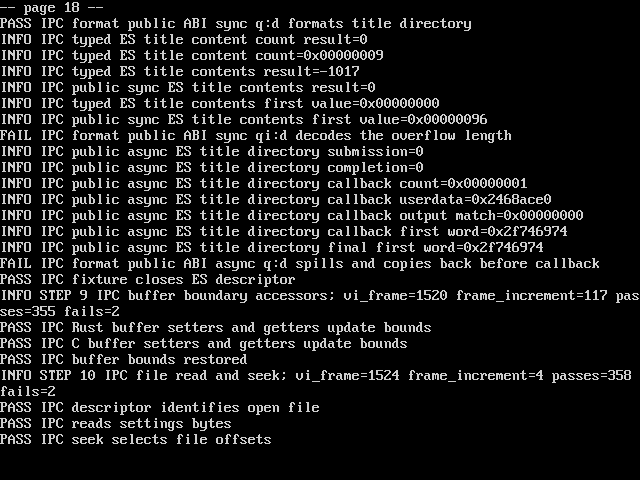 -- page 18 --
PASS IPC format public ABI sync q:d formats title directory
INFO IPC typed ES title content count result=0
INFO IPC typed ES title content count=0x00000009
INFO IPC typed ES title contents result=-1017
INFO IPC public sync ES title contents result=0
INFO IPC typed ES title contents first value=0x00000000
INFO IPC public sync ES title contents first value=0x00000096
FAIL IPC format public ABI sync qi:d decodes the overflow length
INFO IPC public async ES title directory submission=0
INFO IPC public async ES title directory completion=0
INFO IPC public async ES title directory callback count=0x00000001
INFO IPC public async ES title directory callback userdata=0x2468ace0
INFO IPC public async ES title directory callback output match=0x00000000
INFO IPC public async ES title directory callback first word=0x2f746974
INFO IPC public async ES title directory final first word=0x2f746974
FAIL IPC format public ABI async q:d spills and copies back before callback
PASS IPC fixture closes ES descriptor
INFO STEP 9 IPC buffer boundary accessors; vi_frame=1520 frame_increment=117 pas
ses=355 fails=2
PASS IPC Rust buffer setters and getters update bounds
PASS IPC C buffer setters and getters update bounds
PASS IPC buffer bounds restored
INFO STEP 10 IPC file read and seek; vi_frame=1524 frame_increment=4 passes=358
fails=2
PASS IPC descriptor identifies open file
PASS IPC reads settings bytes
PASS IPC seek selects file offsets